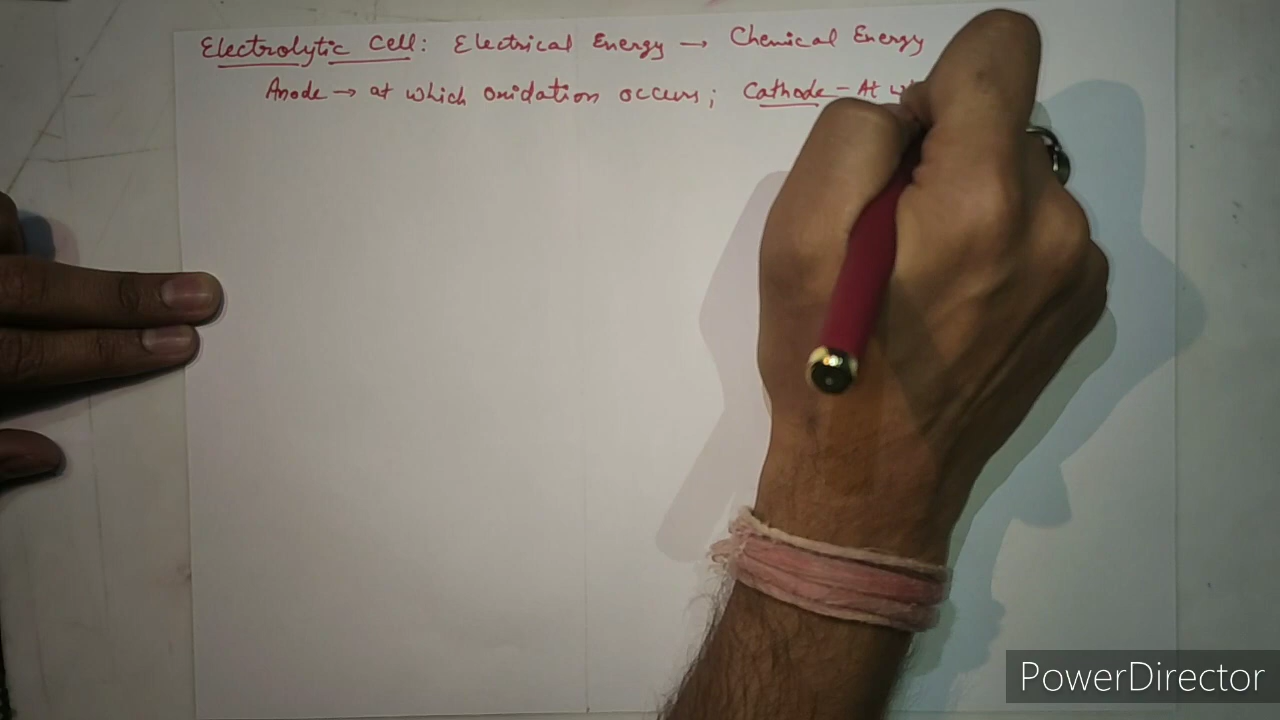 Electrolytic Cell: Electrical Energy → Chemical Energy
Anode → at which oxidation occurs; Cathode - At
PowerDirector